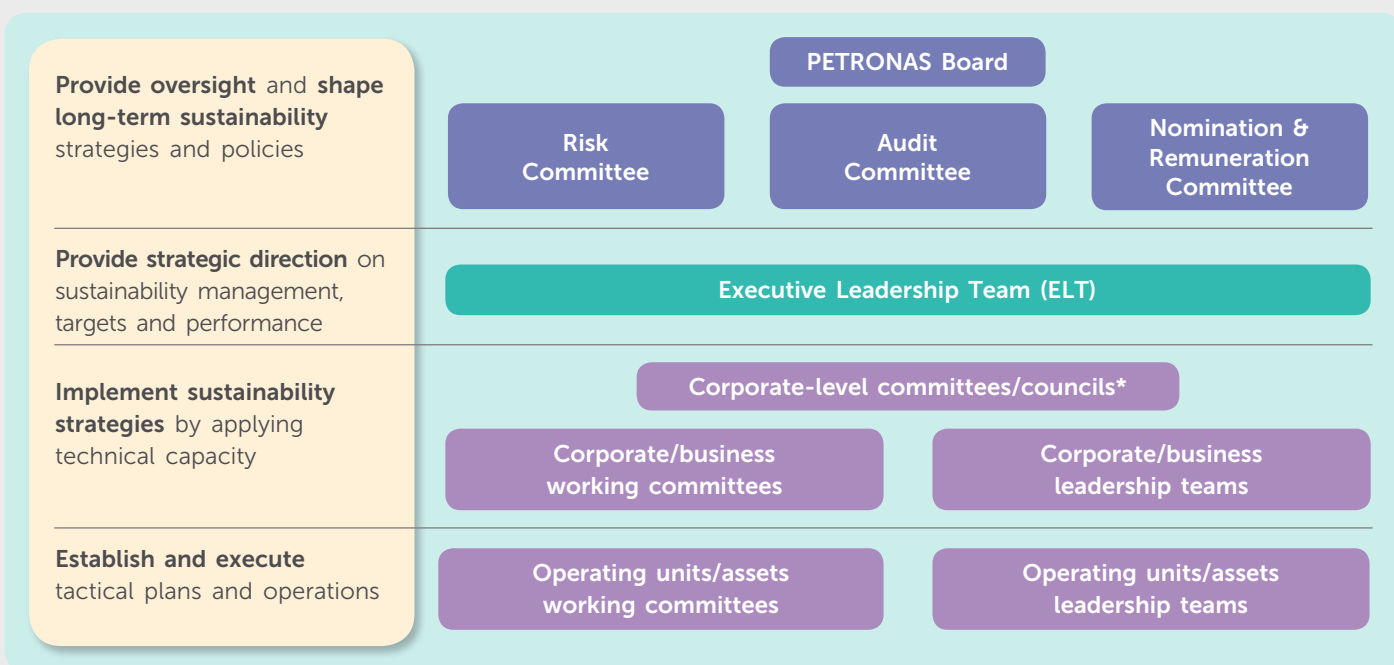 Provide oversight and shape
long-term sustainability
strategies and policies
PETRONAS Board
Risk
Committee
Audit
Committee
Nomination &
Remuneration
Committee
Provide strategic direction on
sustainability management,
targets and performance
Executive Leadership Team (ELT)
Implement sustainability
strategies by applying
technical capacity
Corporate-level committees/councils*
Corporate/business
working committees
Corporate/business
leadership teams
Establish and execute
tactical plans and operations
Operating units/assets
working committees
Operating units/assets
leadership teams